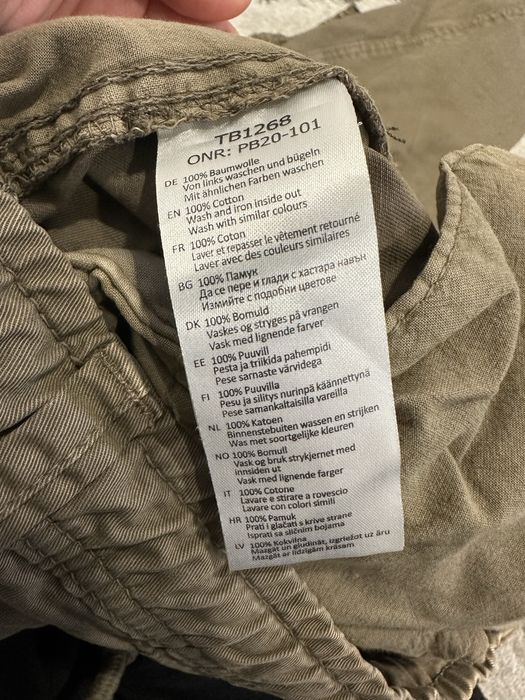 TB1268
ONR: PB20-101
DE 100% Baumwolle
Von links waschen und bügeln
Mit ähnlichen Farben waschen
EN 100% Cotton
Wash and iron inside out
Wash with similar colours
FR 100% Coton
Laver et repasser le vêtement retourné
Laver avec des couleurs similaires
BG 100% Памук
Да се пере и глади с хастара навън
Измийте с подобни цветове
DK 100% Bomuld
Vaskes og stryges på vrangen
Vask med lignende farver
EE 100% Puuvill
Pesta ja triikida pahempidi
Pese sarnaste värvidega
FI 100% Puuvilla
Pesu ja silitys nurinpä käännettynä
Pese samankaltaisilla vareilla
NL 100% Katoen
Binnenstebuiten wassen en strijken
Was met soortgelijke kleuren
NO 100% Bomull
Vask og bruk strykjernet med
innsiden ut
Vask med lignende farger
IT 100% Cotone
Lavare e stirare a rovescio
Lavare con colori simili
HR 100% Pamuk
Prati i glačati s krive strane
Isprati sa sličnim bojama
LV 100% Kokvilna
Mazgāt un gludināt, izgriežot uz āru
Mazgāt ar līdzīgām krāsām